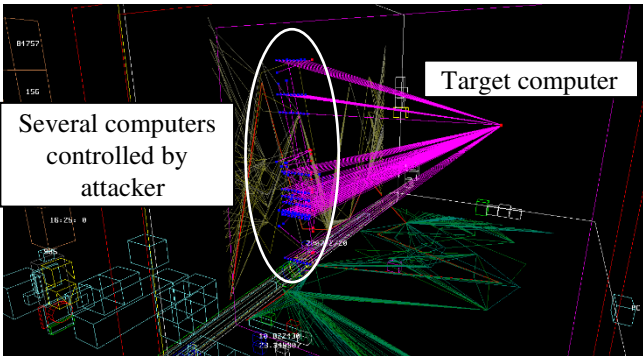 04757
156
Target computer
Several computers
controlled by
attacker
16:25: 0